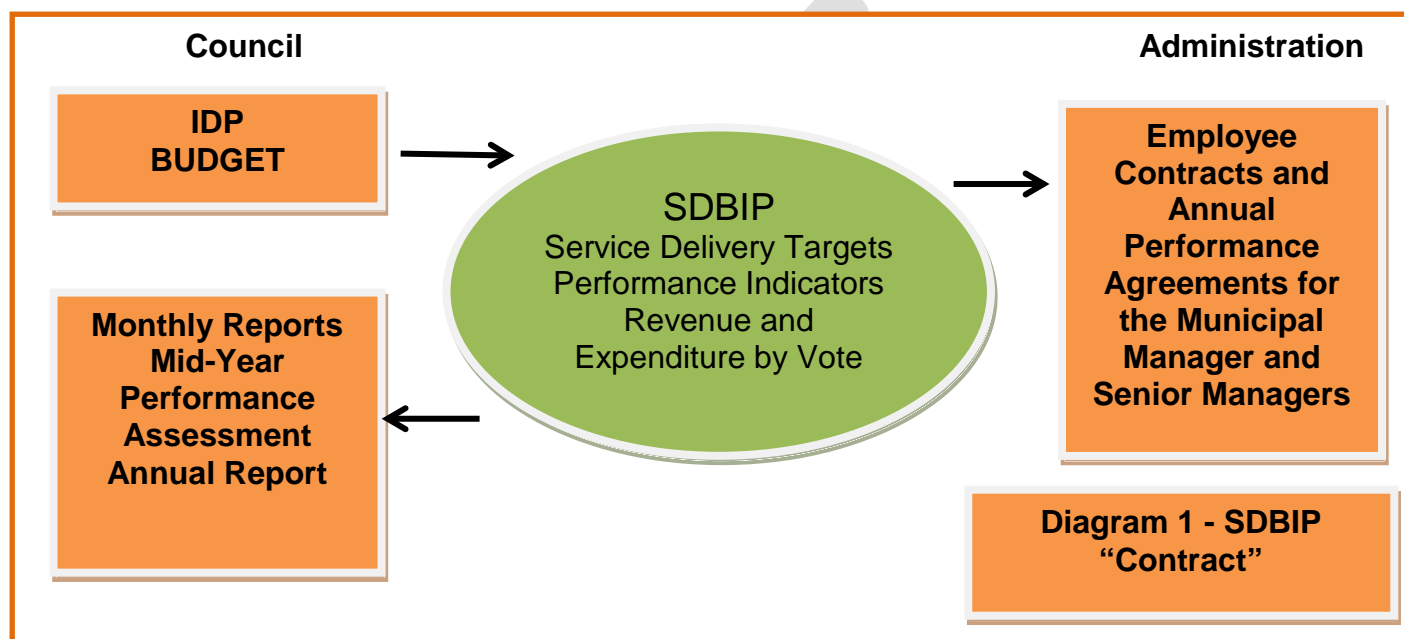 Council
Administration
IDP
BUDGET
SDBIP
Service Delivery Targets
Performance Indicators
Revenue and
Expenditure by Vote
Employee
Contracts and
Annual
Performance
Agreements for
the Municipal
Manager and
Senior Managers
Monthly Reports
Mid-Year
Performance
Assessment
Annual Report
Diagram 1 - SDBIP
“Contract”